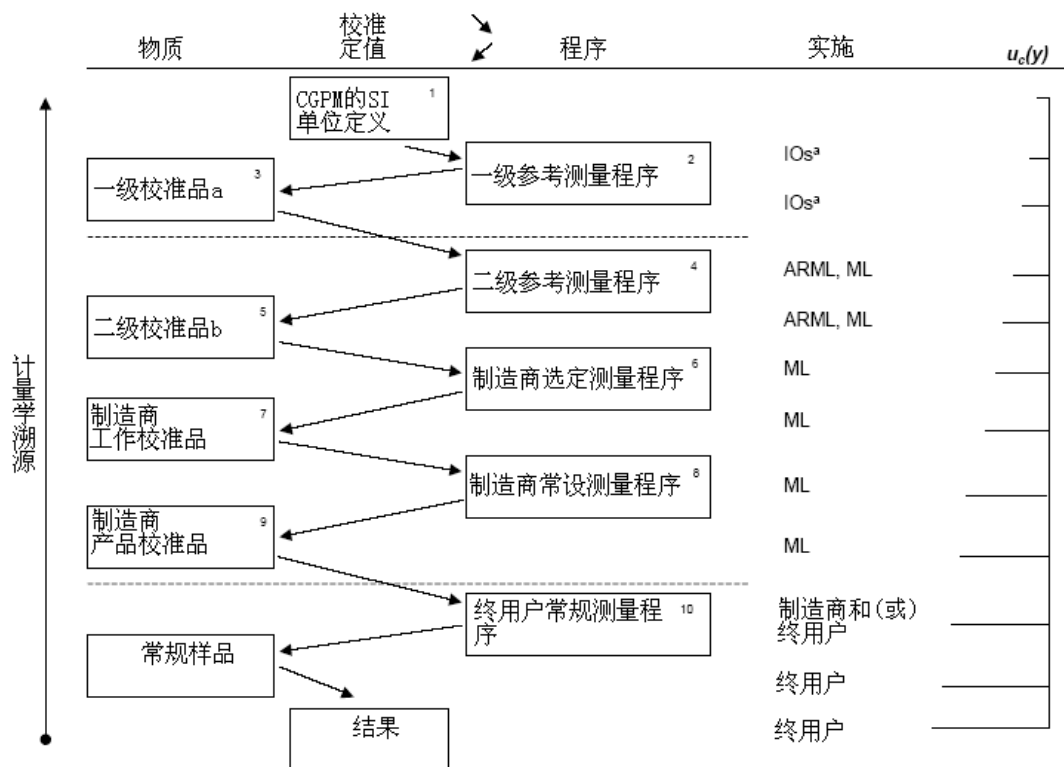 物质
校准
定值
程序
实施
uc(y)
CGPM的SI
单位定义
1
一级参考测量程序
2
IOsᵃ
一级校准品a
3
IOsᵃ
二级参考测量程序
4
ARML, ML
二级校准品b
5
ARML, ML
制造商选定测量程序
6
ML
制造商
工作校准品
7
ML
制造商常设测量程序
8
ML
制造商
产品校准品
9
ML
终用户常规测量程
序
10
制造商和(或)
终用户
常规样品
终用户
结果
终用户
计量学溯源